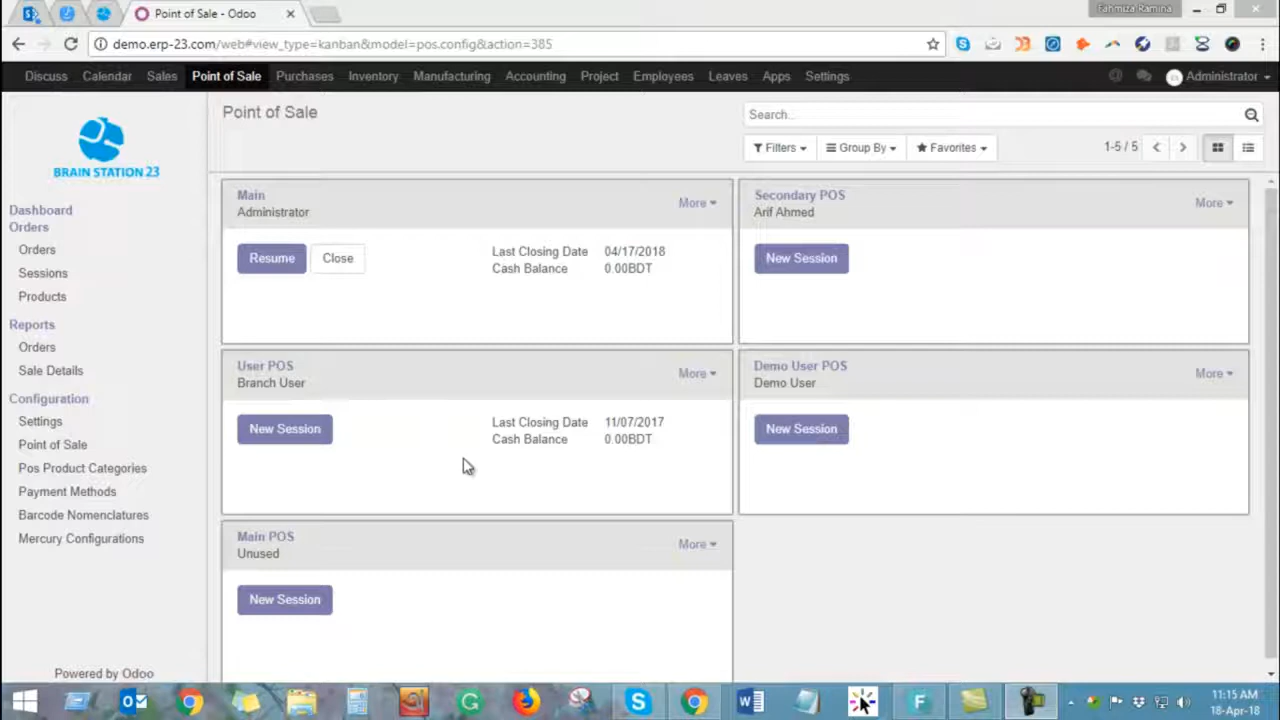 Point of Sale - Odoo
Fahmiza Ramina
demo.erp-23.com/web#view_type=kanban&model=pos.config&action=385
Discuss Calendar Sales Point of Sale Purchases Inventory Manufacturing Accounting Project Employees Leaves Apps Settings Administrator
BRAIN STATION 23
Dashboard
Orders
Orders
Sessions
Products
Reports
Orders
Sale Details
Configuration
Settings
Point of Sale
Pos Product Categories
Payment Methods
Barcode Nomenclatures
Mercury Configurations
Powered by Odoo
Point of Sale
Search...
Filters Group By Favorites 1-5 / 5
Main
Administrator
More
Resume Close
Last Closing Date 04/17/2018
Cash Balance 0.00BDT
Secondary POS
Arif Ahmed
More
New Session
User POS
Branch User
More
New Session
Last Closing Date 11/07/2017
Cash Balance 0.00BDT
Demo User POS
Demo User
More
New Session
Main POS
Unused
More
New Session
11:15 AM
18-Apr-18